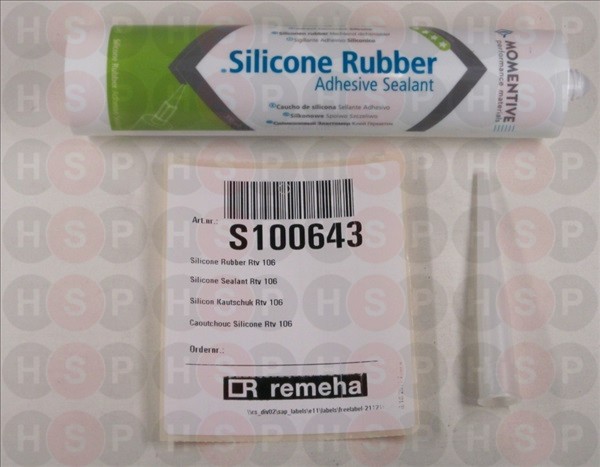 Silicone Rubber
Adhesive Sealant
MOMENTIVE
performance materials
Art.nr.:
S100643
Silicone Rubber Rtv 106
Silicone Sealant Rtv 106
Silicon Kautschuk Rtv 106
Caoutchouc Silicone Rtv 106
Ordernr.:
remeha
HSP